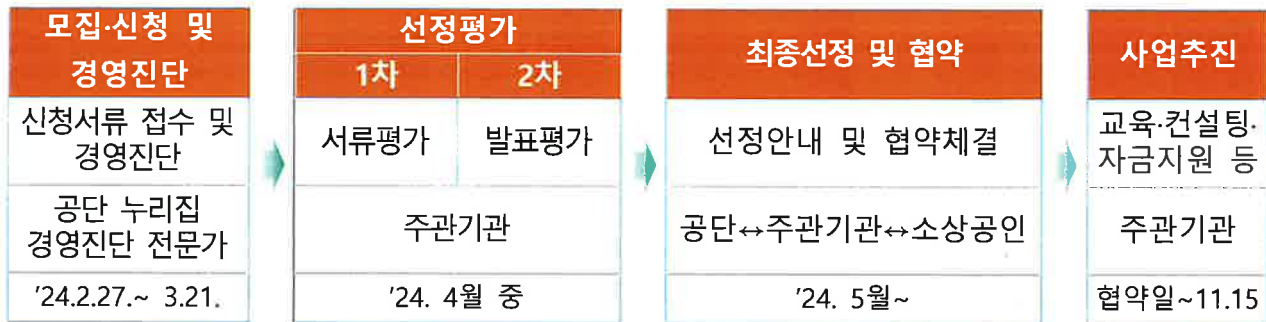 모집·신청 및
경영진단
신청서류 접수 및
경영진단
공단 누리집
경영진단 전문가
'24.2.27.~ 3.21.
선정평가
1차 2차
서류평가 발표평가
주관기관
'24. 4월 중
최종선정 및 협약
선정안내 및 협약체결
공단↔주관기관↔소상공인
'24. 5월~
사업추진
교육·컨설팅·
자금지원 등
주관기관
협약일~11.15